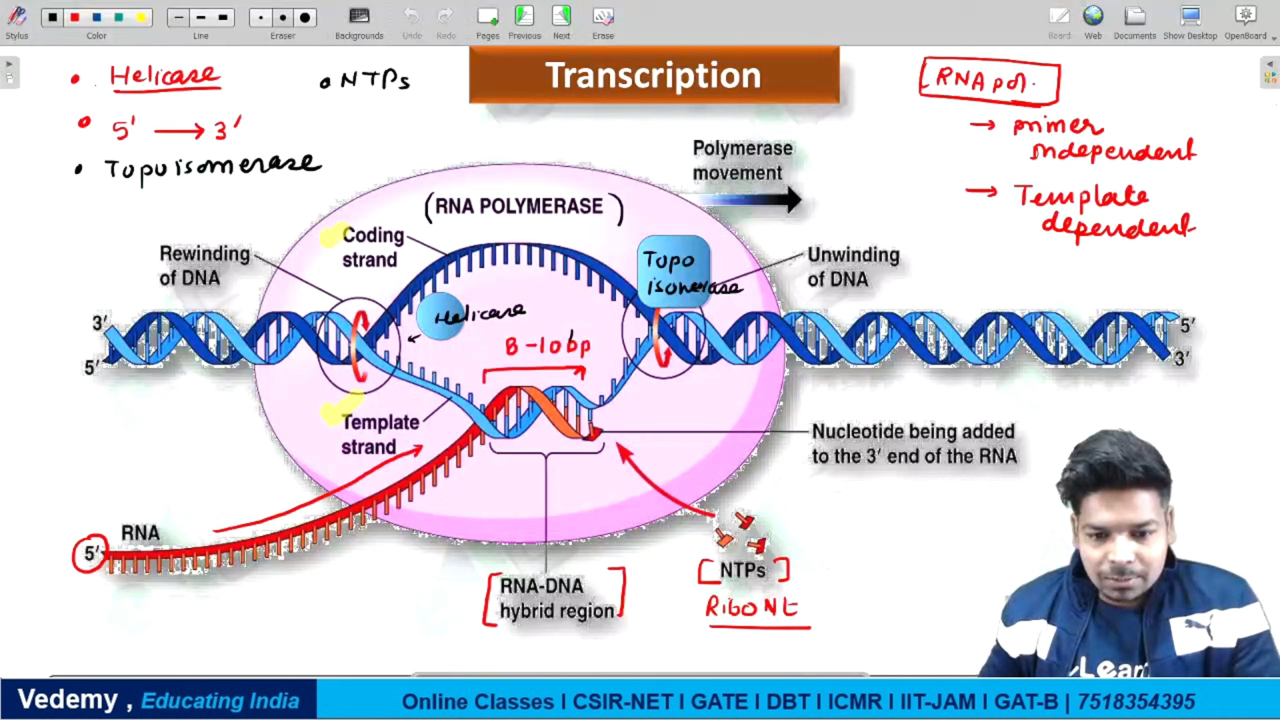 Stylus
Color
Line
Eraser
Backgrounds
Undo
Redo
Pages
Previous
Next
Erase
Board
Web
Documents
Show Desktop
OpenBoard
• Helicase
• NTPs
Transcription
RNA pol.
• 5' → 3'
→ primer
independent
• Topoisomerase
Polymerase
movement
→ Template
dependent
(RNA POLYMERASE)
Coding
strand
Rewinding
of DNA
Topo
isomerase
Unwinding
of DNA
Helicase
3'
5'
5'
3'
8-10bp
Template
strand
Nucleotide being added
to the 3' end of the RNA
RNA
5'
[RNA-DNA
hybrid region]
[NTPs]
Ribo Nt
Learn
Vedemy , Educating India
Online Classes I CSIR-NET I GATE I DBT I ICMR I IIT-JAM I GAT-B | 7518354395